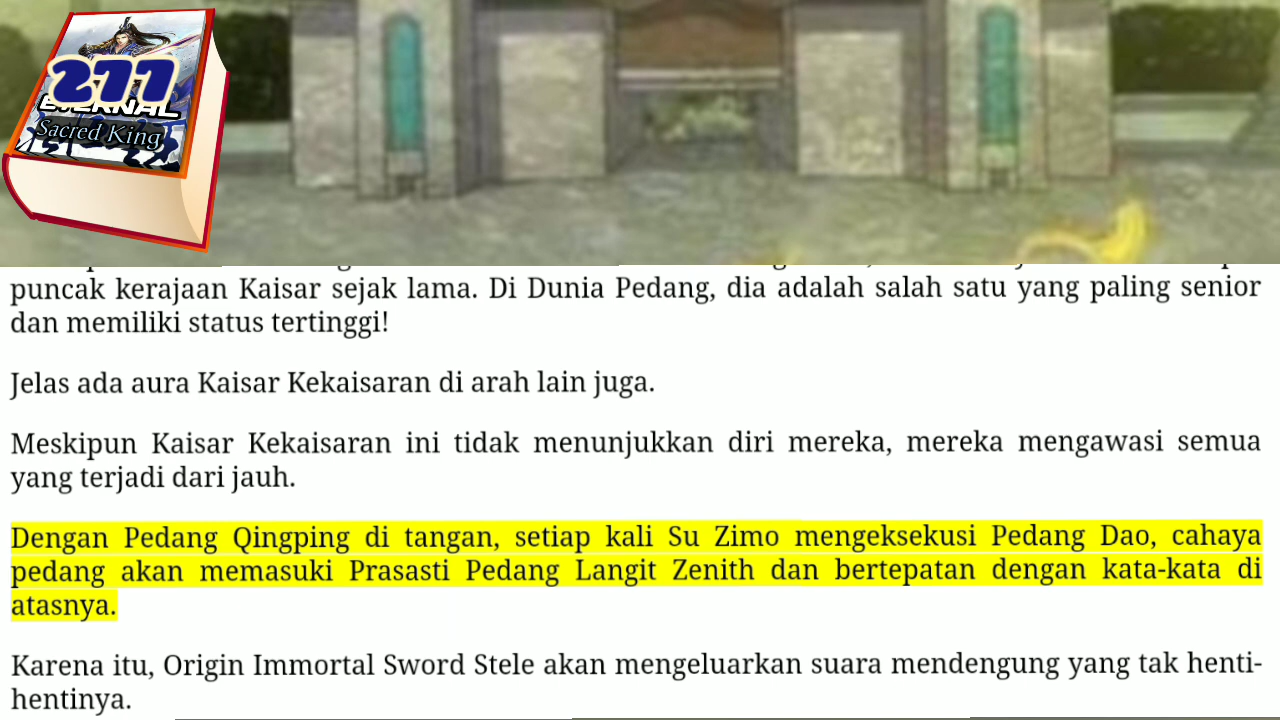 277
ETERNAL
Sacred King
puncak kerajaan Kaisar sejak lama. Di Dunia Pedang, dia adalah salah satu yang paling senior
dan memiliki status tertinggi!
Jelas ada aura Kaisar Kekaisaran di arah lain juga.
Meskipun Kaisar Kekaisaran ini tidak menunjukkan diri mereka, mereka mengawasi semua
yang terjadi dari jauh.
Dengan Pedang Qingping di tangan, setiap kali Su Zimo mengeksekusi Pedang Dao, cahaya
pedang akan memasuki Prasasti Pedang Langit Zenith dan bertepatan dengan kata-kata di
atasnya.
Karena itu, Origin Immortal Sword Stele akan mengeluarkan suara mendengung yang tak henti-
hentinya.